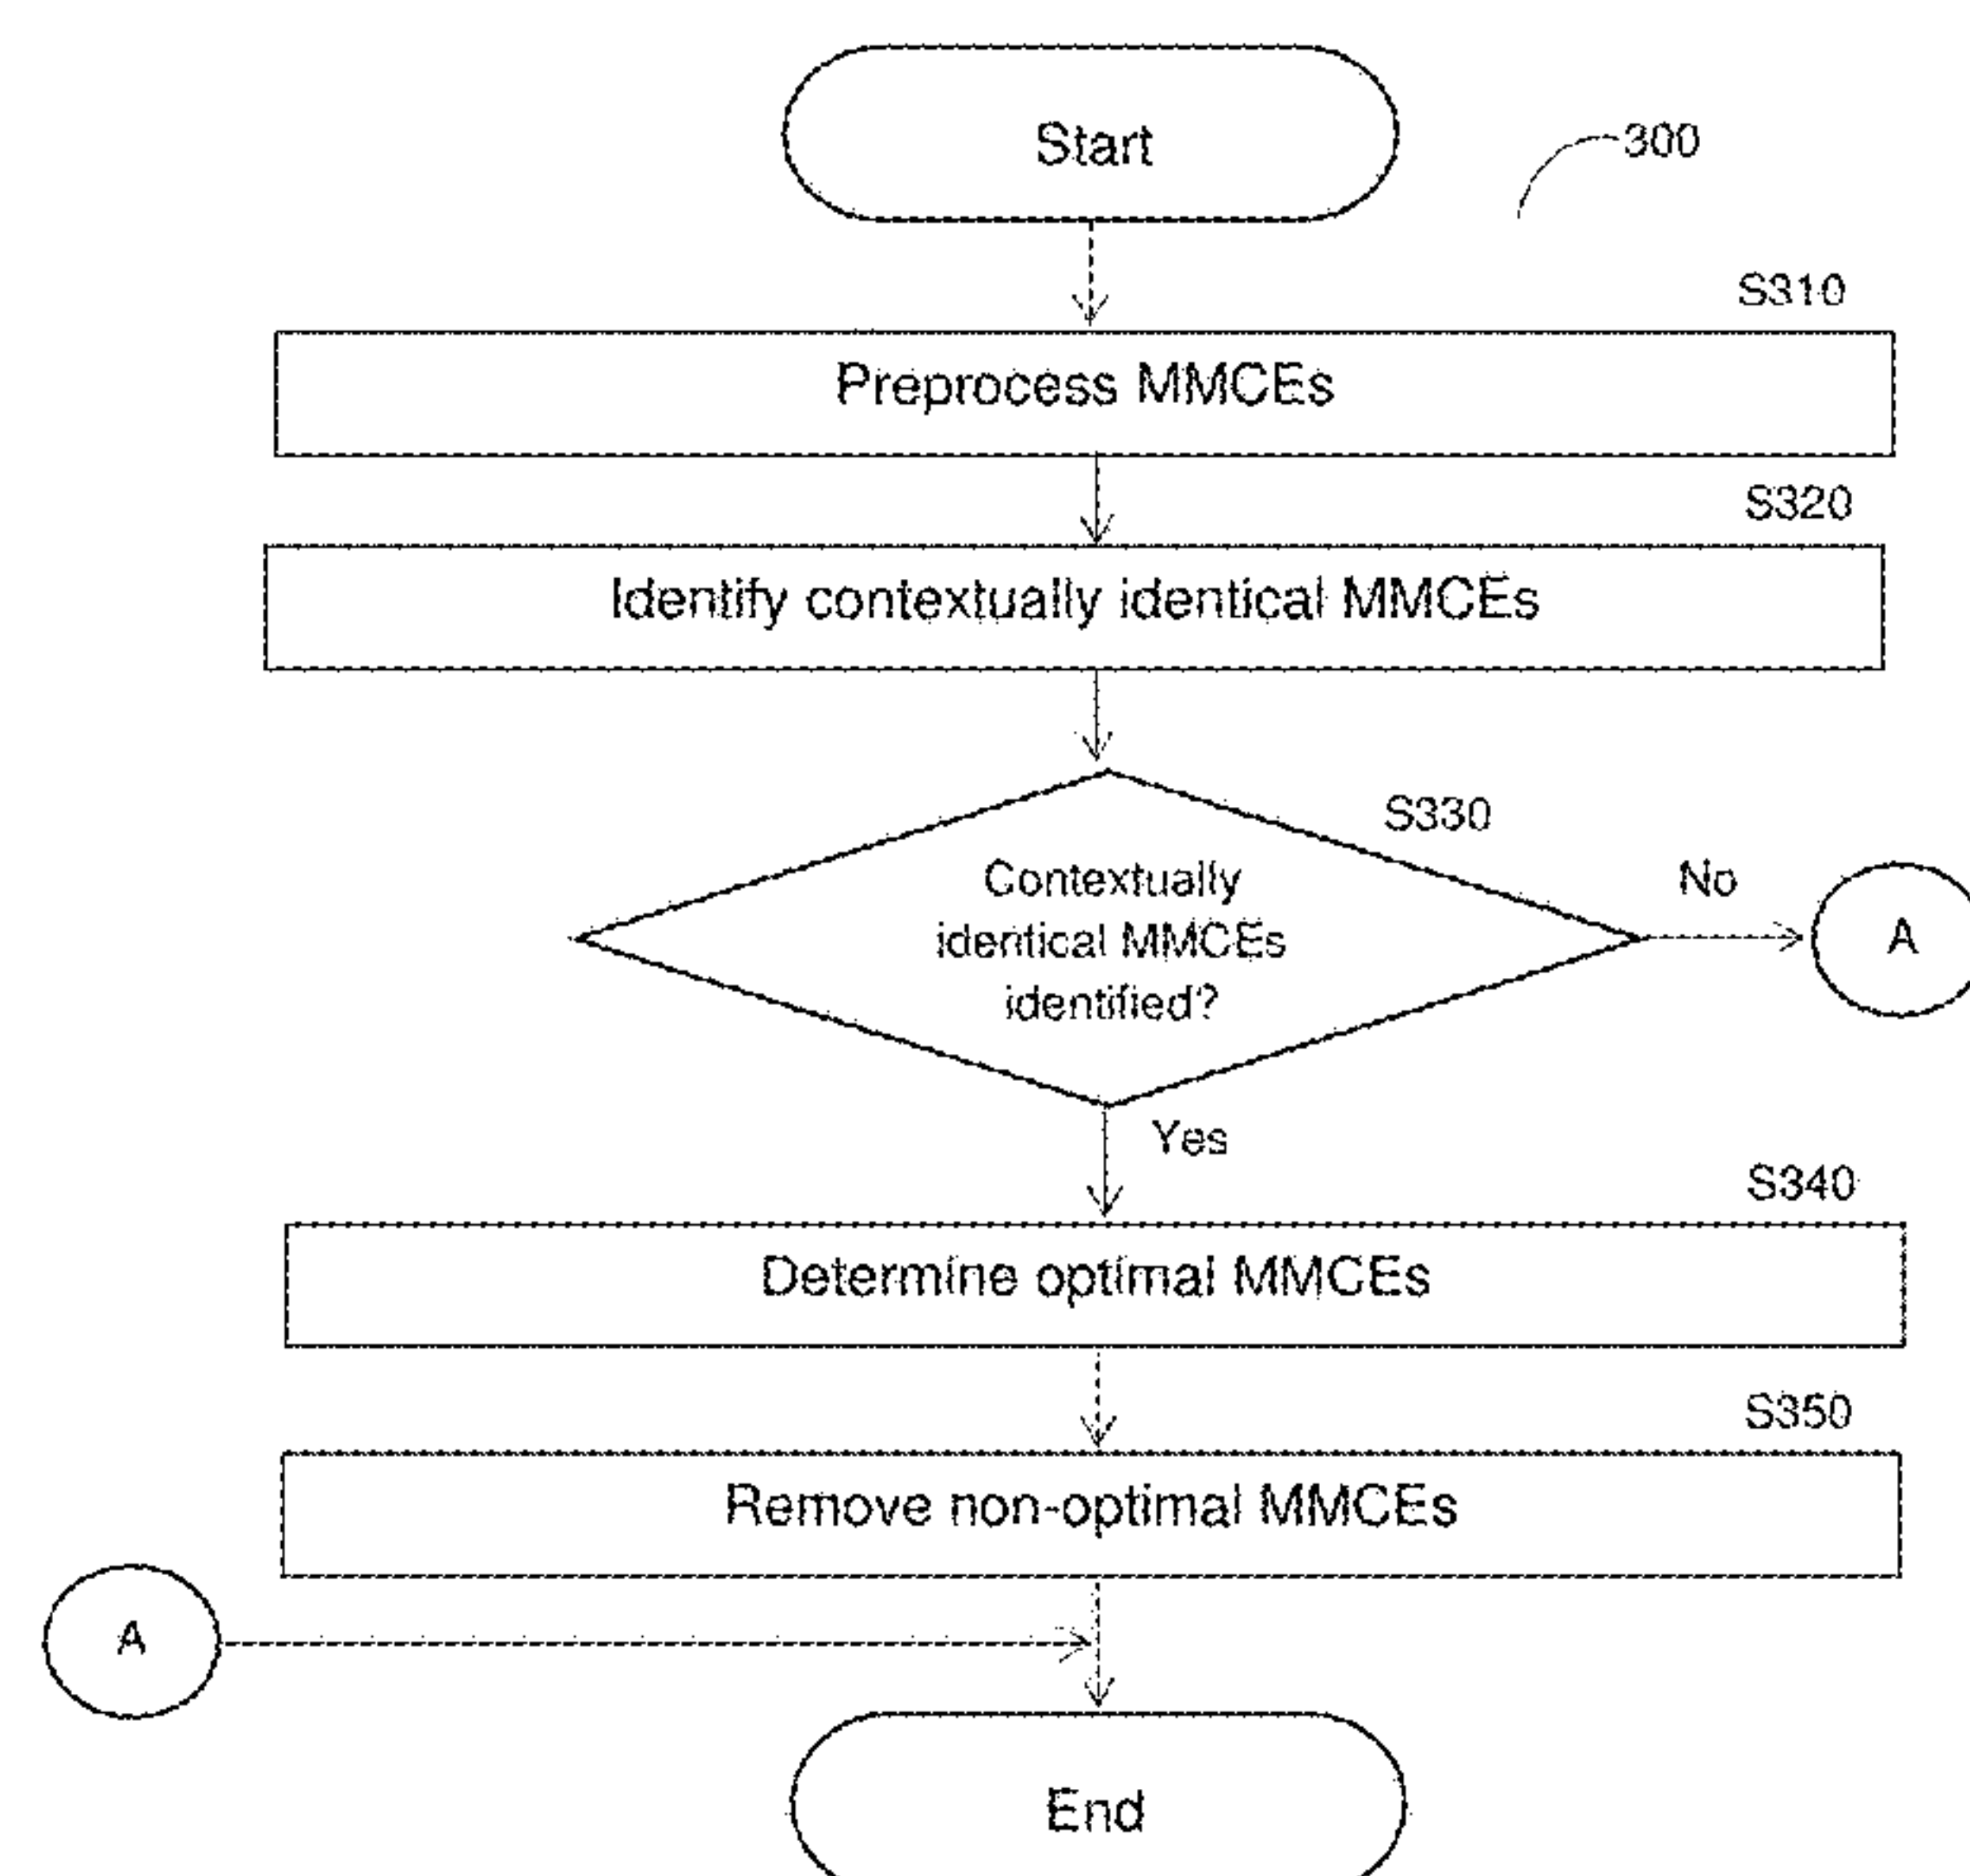 Start
300
S310
Preprocess MMCEs
S320
Identify contextually identical MMCEs
S330
Contextually
identical MMCEs
identified?
No
A
Yes
S340
Determine optimal MMCEs
S350
Remove non-optimal MMCEs
A
End